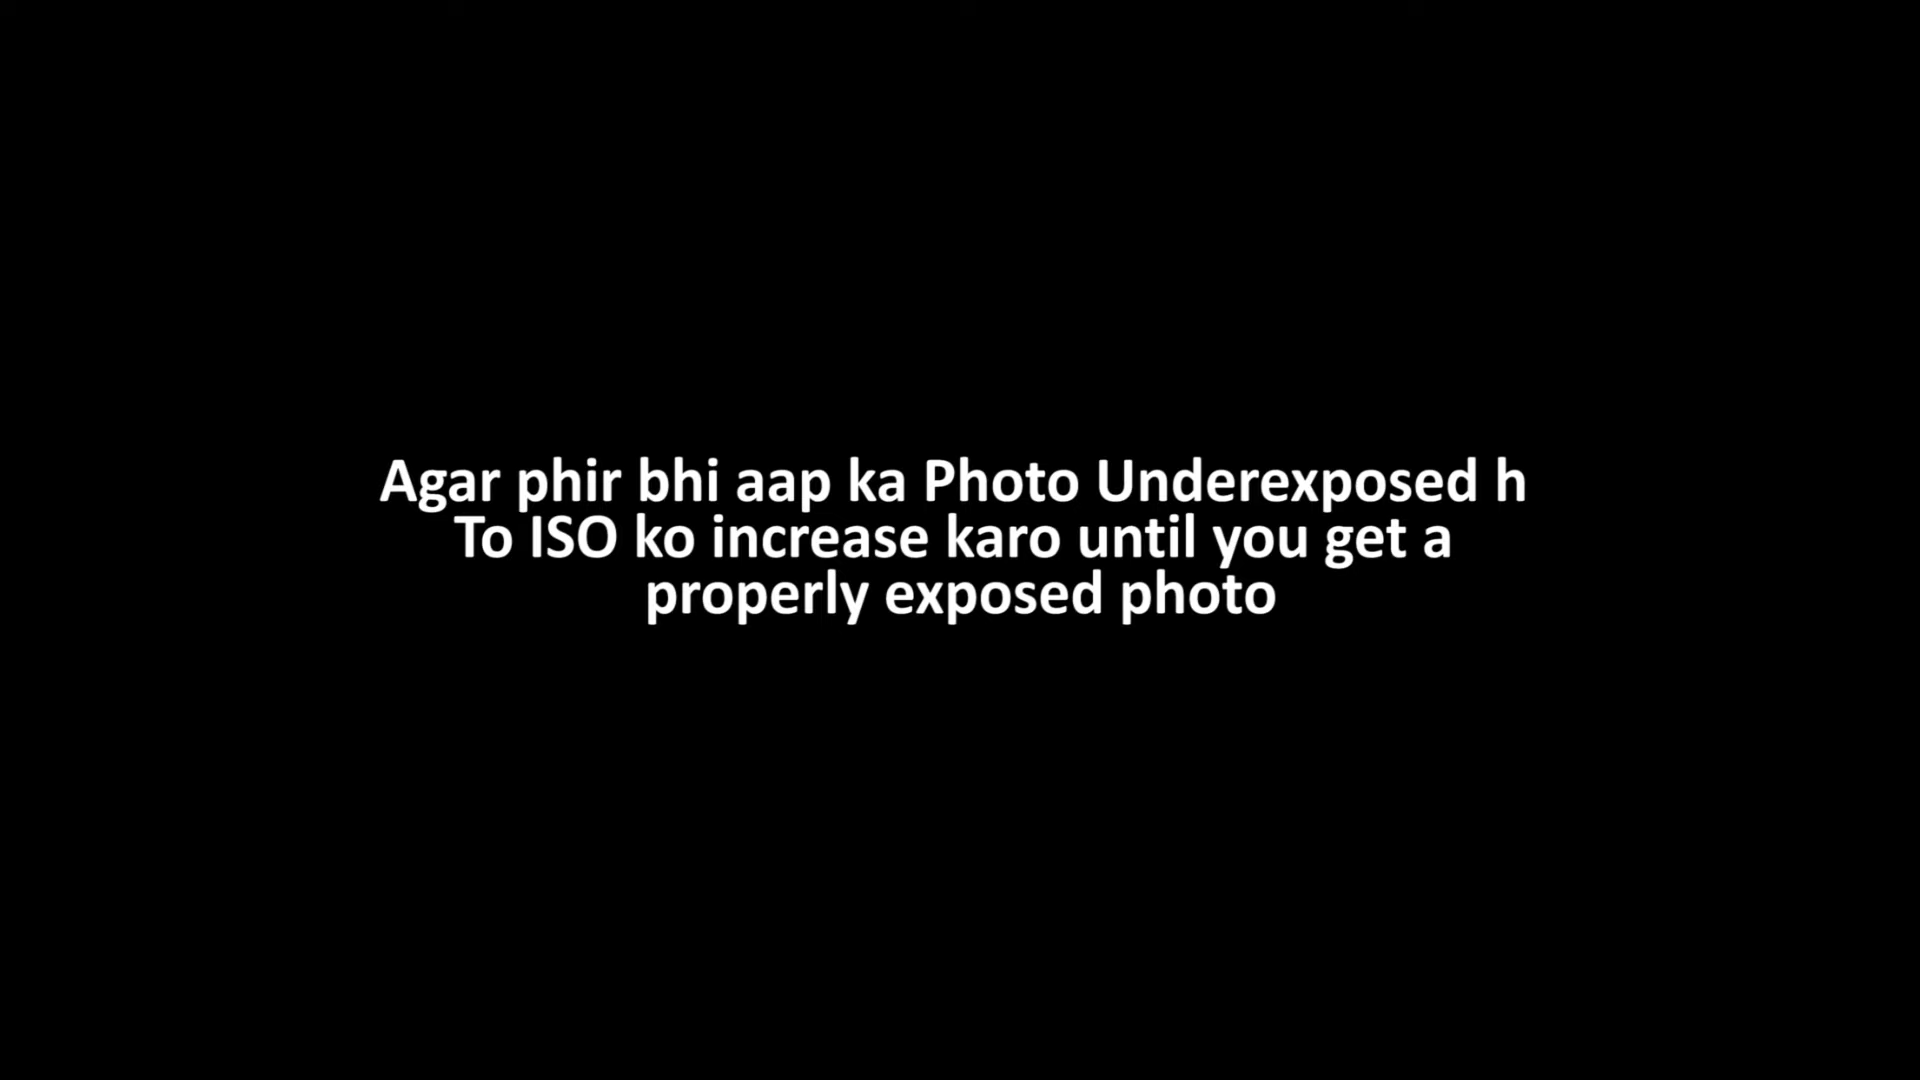 Agar phir bhi aap ka Photo Underexposed h
To ISO ko increase karo until you get a
properly exposed photo